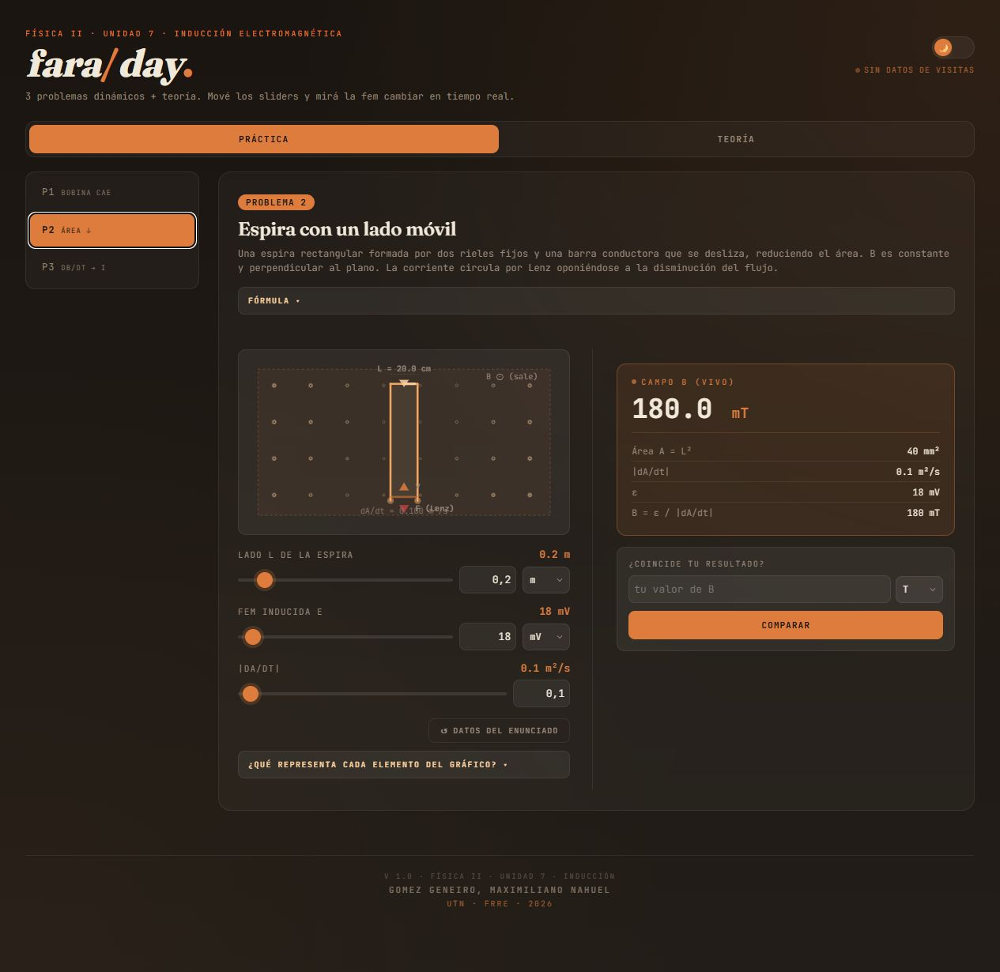 FÍSICA II · UNIDAD 7 · INDUCCIÓN ELECTROMAGNÉTICA
fara/day.
SIN DATOS DE VISITAS
3 problemas dinámicos + teoría. Mové los sliders y mirá la fem cambiar en tiempo real.
PRÁCTICA
TEORÍA
P1 BOBINA CAE
P2 ÁREA ↓
P3 DB/DT → I
PROBLEMA 2
Espira con un lado móvil
Una espira rectangular formada por dos rieles fijos y una barra conductora que se desliza, reduciendo el área. B es constante
y perpendicular al plano. La corriente circula por Lenz oponiéndose a la disminución del flujo.
FÓRMULA ▾
L = 20.0 cm
B ⊙ (sale)
F (Lenz)
dA/dt = 0.100 m²/s
LADO L DE LA ESPIRA
0.2 m
0,2
m
FEM INDUCIDA Ε
18 mV
18
mV
|DA/DT|
0.1 m²/s
0,1
↺ DATOS DEL ENUNCIADO
¿QUÉ REPRESENTA CADA ELEMENTO DEL GRÁFICO? ▾
CAMPO B (VIVO)
180.0 mT
Área A = L²
40 mm²
|dA/dt|
0.1 m²/s
ε
18 mV
B = ε / |dA/dt|
180 mT
¿COINCIDE TU RESULTADO?
tu valor de B
T
COMPARAR
V 1.0 · FÍSICA II · UNIDAD 7 · INDUCCIÓN
GOMEZ GENEIRO, MAXIMILIANO NAHUEL
UTN · FRRE · 2026